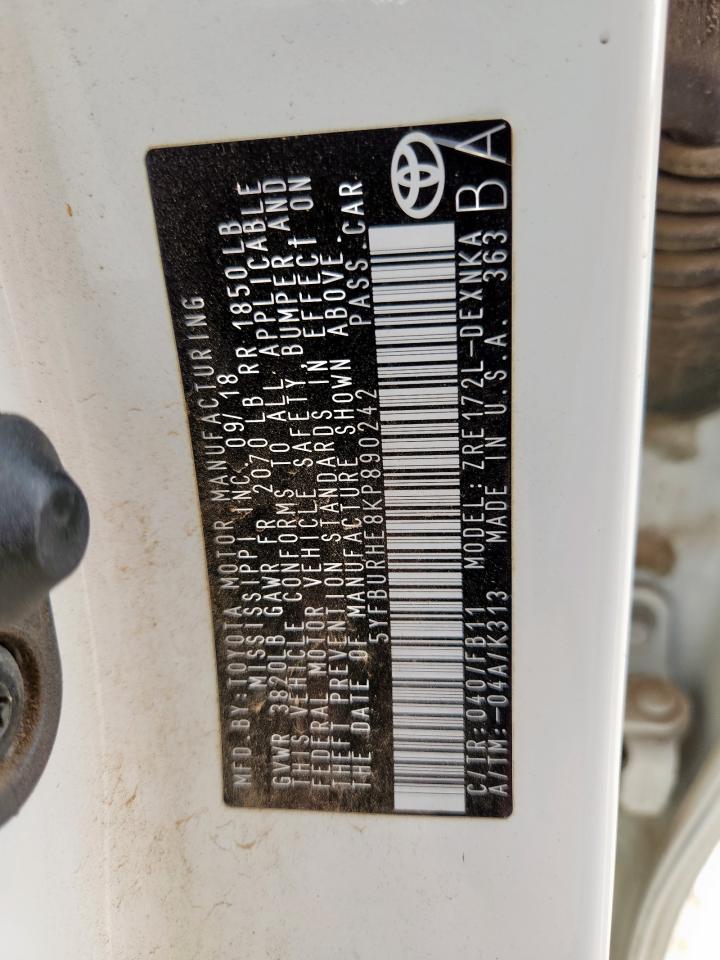 MFD.BY:TOYOTA MOTOR MANUFACTURING
MISSISSIPPI INC. 09/18
GVWR 3820LB GAWR FR 2070 LB RR 1850LB
THIS VEHICLE CONFORMS TO ALL APPLICABLE
FEDERAL MOTOR VEHICLE SAFETY, BUMPER AND
THEFT PREVENTION STANDARDS IN EFFECT ON
THE DATE OF MANUFACTURE SHOWN ABOVE.
5YFBURHE8KP890242 PASS.CAR
C/TR:040/FB11 MODEL:ZRE172L-DEXNKA
A/TM:-04A/K313 MADE IN U.S.A. 363
BA